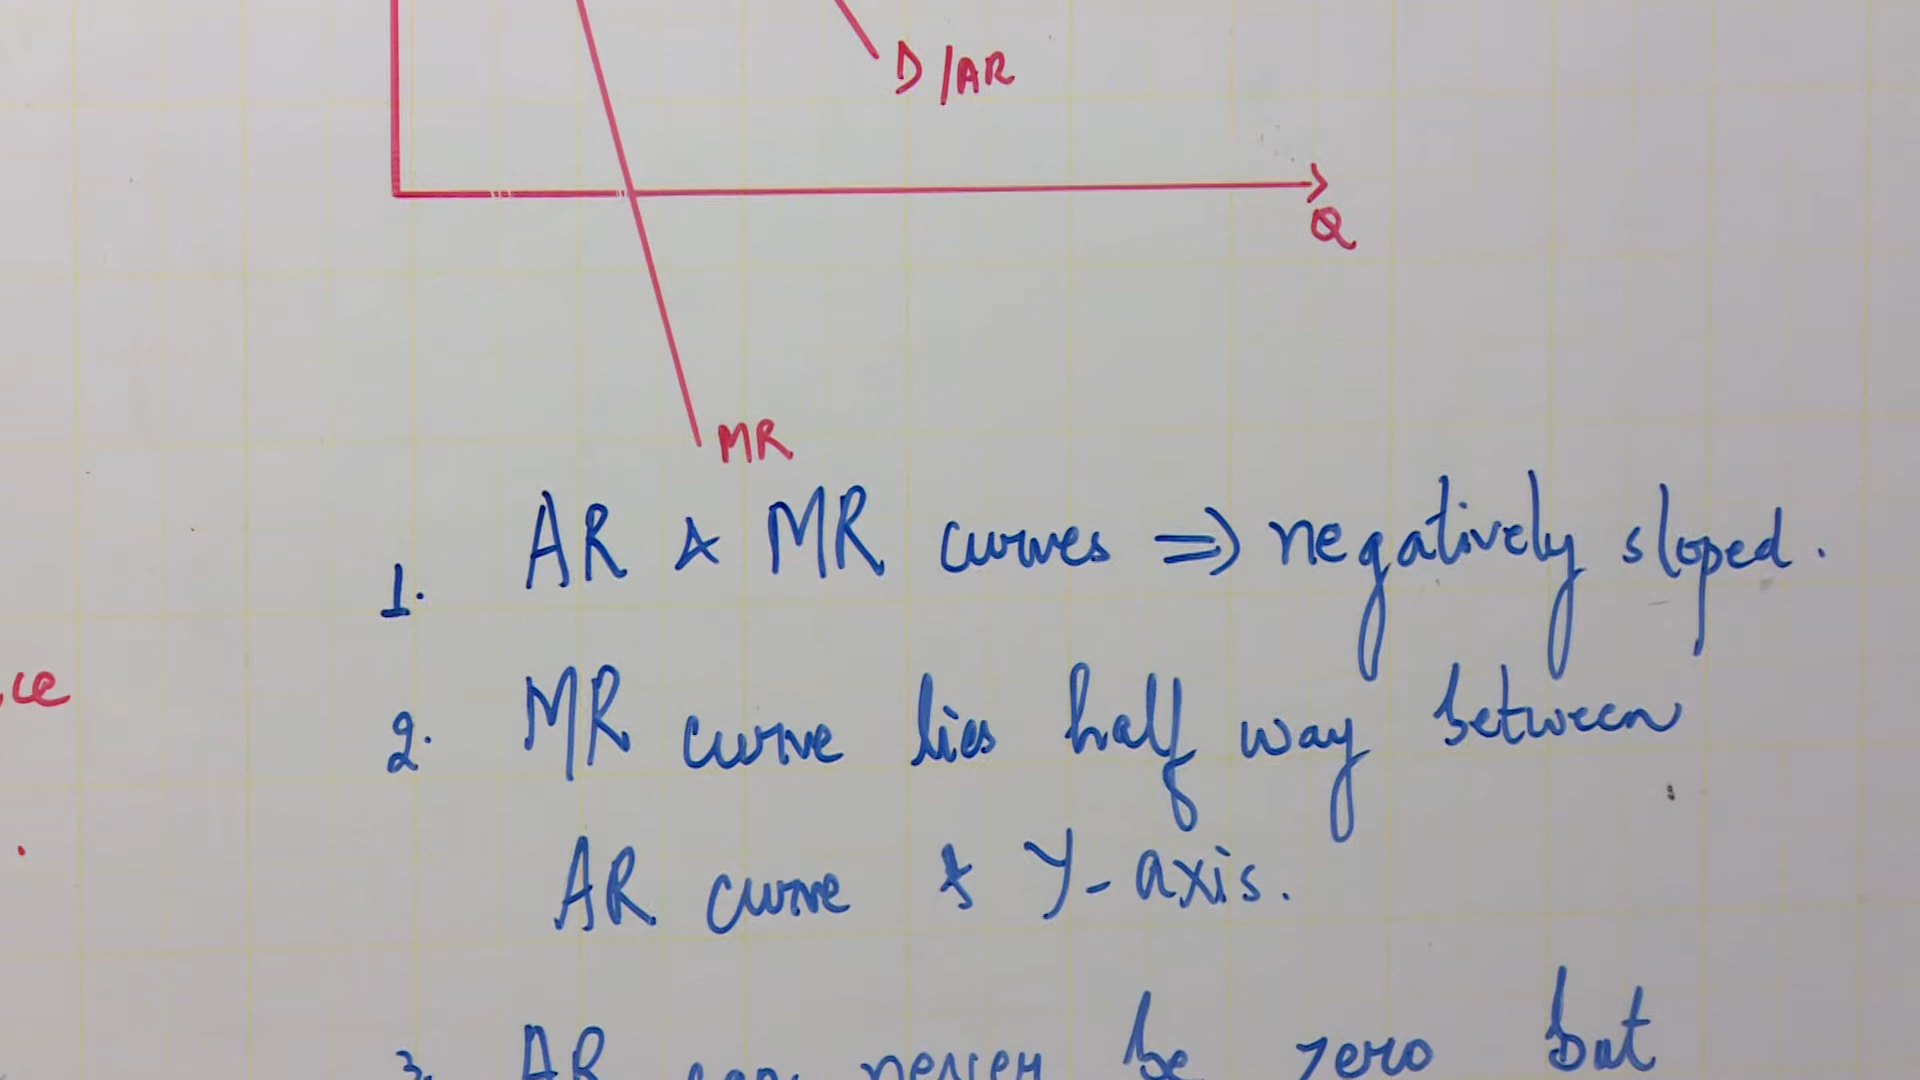 D/AR
Q
MR
1. AR & MR curves => negatively sloped.
2. MR curve lies half way between
AR curve & Y-axis.
3. AR can never be zero but